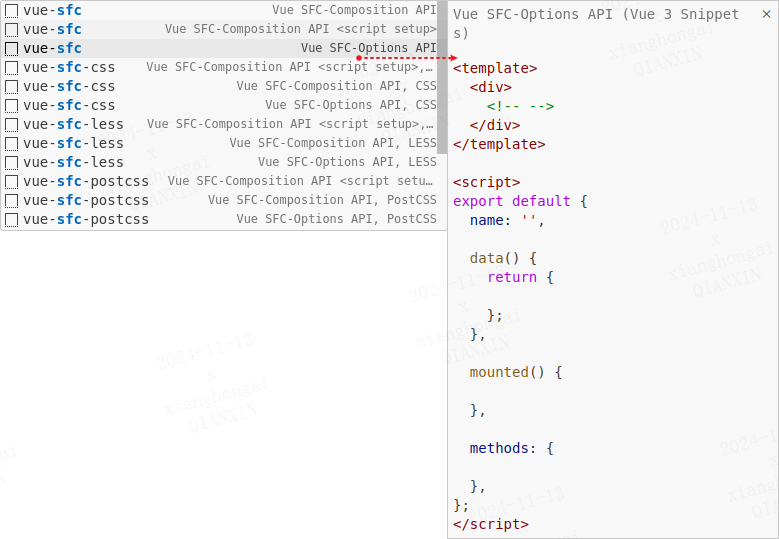 vue-sfc Vue SFC-Composition API
vue-sfc Vue SFC-Composition API <script setup>
vue-sfc Vue SFC-Options API
vue-sfc-css Vue SFC-Composition API <script setup>,…
vue-sfc-css Vue SFC-Composition API, CSS
vue-sfc-css Vue SFC-Options API, CSS
vue-sfc-less Vue SFC-Composition API <script setup>,…
vue-sfc-less Vue SFC-Composition API, LESS
vue-sfc-less Vue SFC-Options API, LESS
vue-sfc-postcss Vue SFC-Composition API <script setu…
vue-sfc-postcss Vue SFC-Composition API, PostCSS
vue-sfc-postcss Vue SFC-Options API, PostCSS
Vue SFC-Options API (Vue 3 Snippet
s)
<template>
  <div>
    <!-- -->
  </div>
</template>

<script>
export default {
  name: '',

  data() {
    return {

    };
  },

  mounted() {

  },

  methods: {

  },
};
</script>
2024-11-13
x
xianghongai
QIANXIN